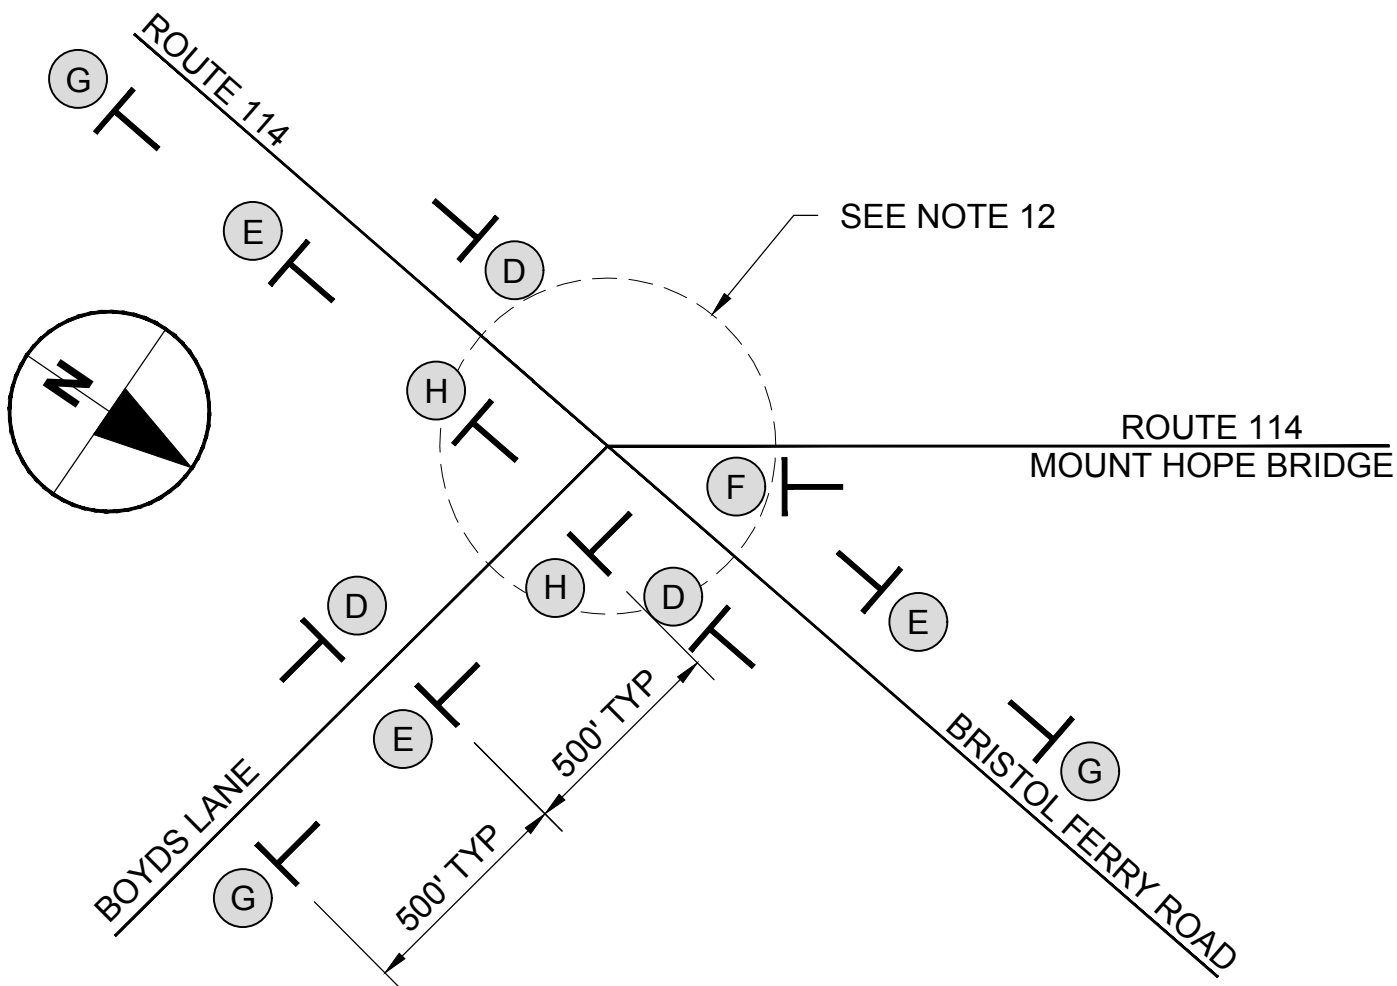 ROUTE 114
G
E
SEE NOTE 12
D
N
H
ROUTE 114
MOUNT HOPE BRIDGE
F
H
D
D
E
E
500' TYP
G
BRISTOL FERRY ROAD
BOYDS LANE
500' TYP
G